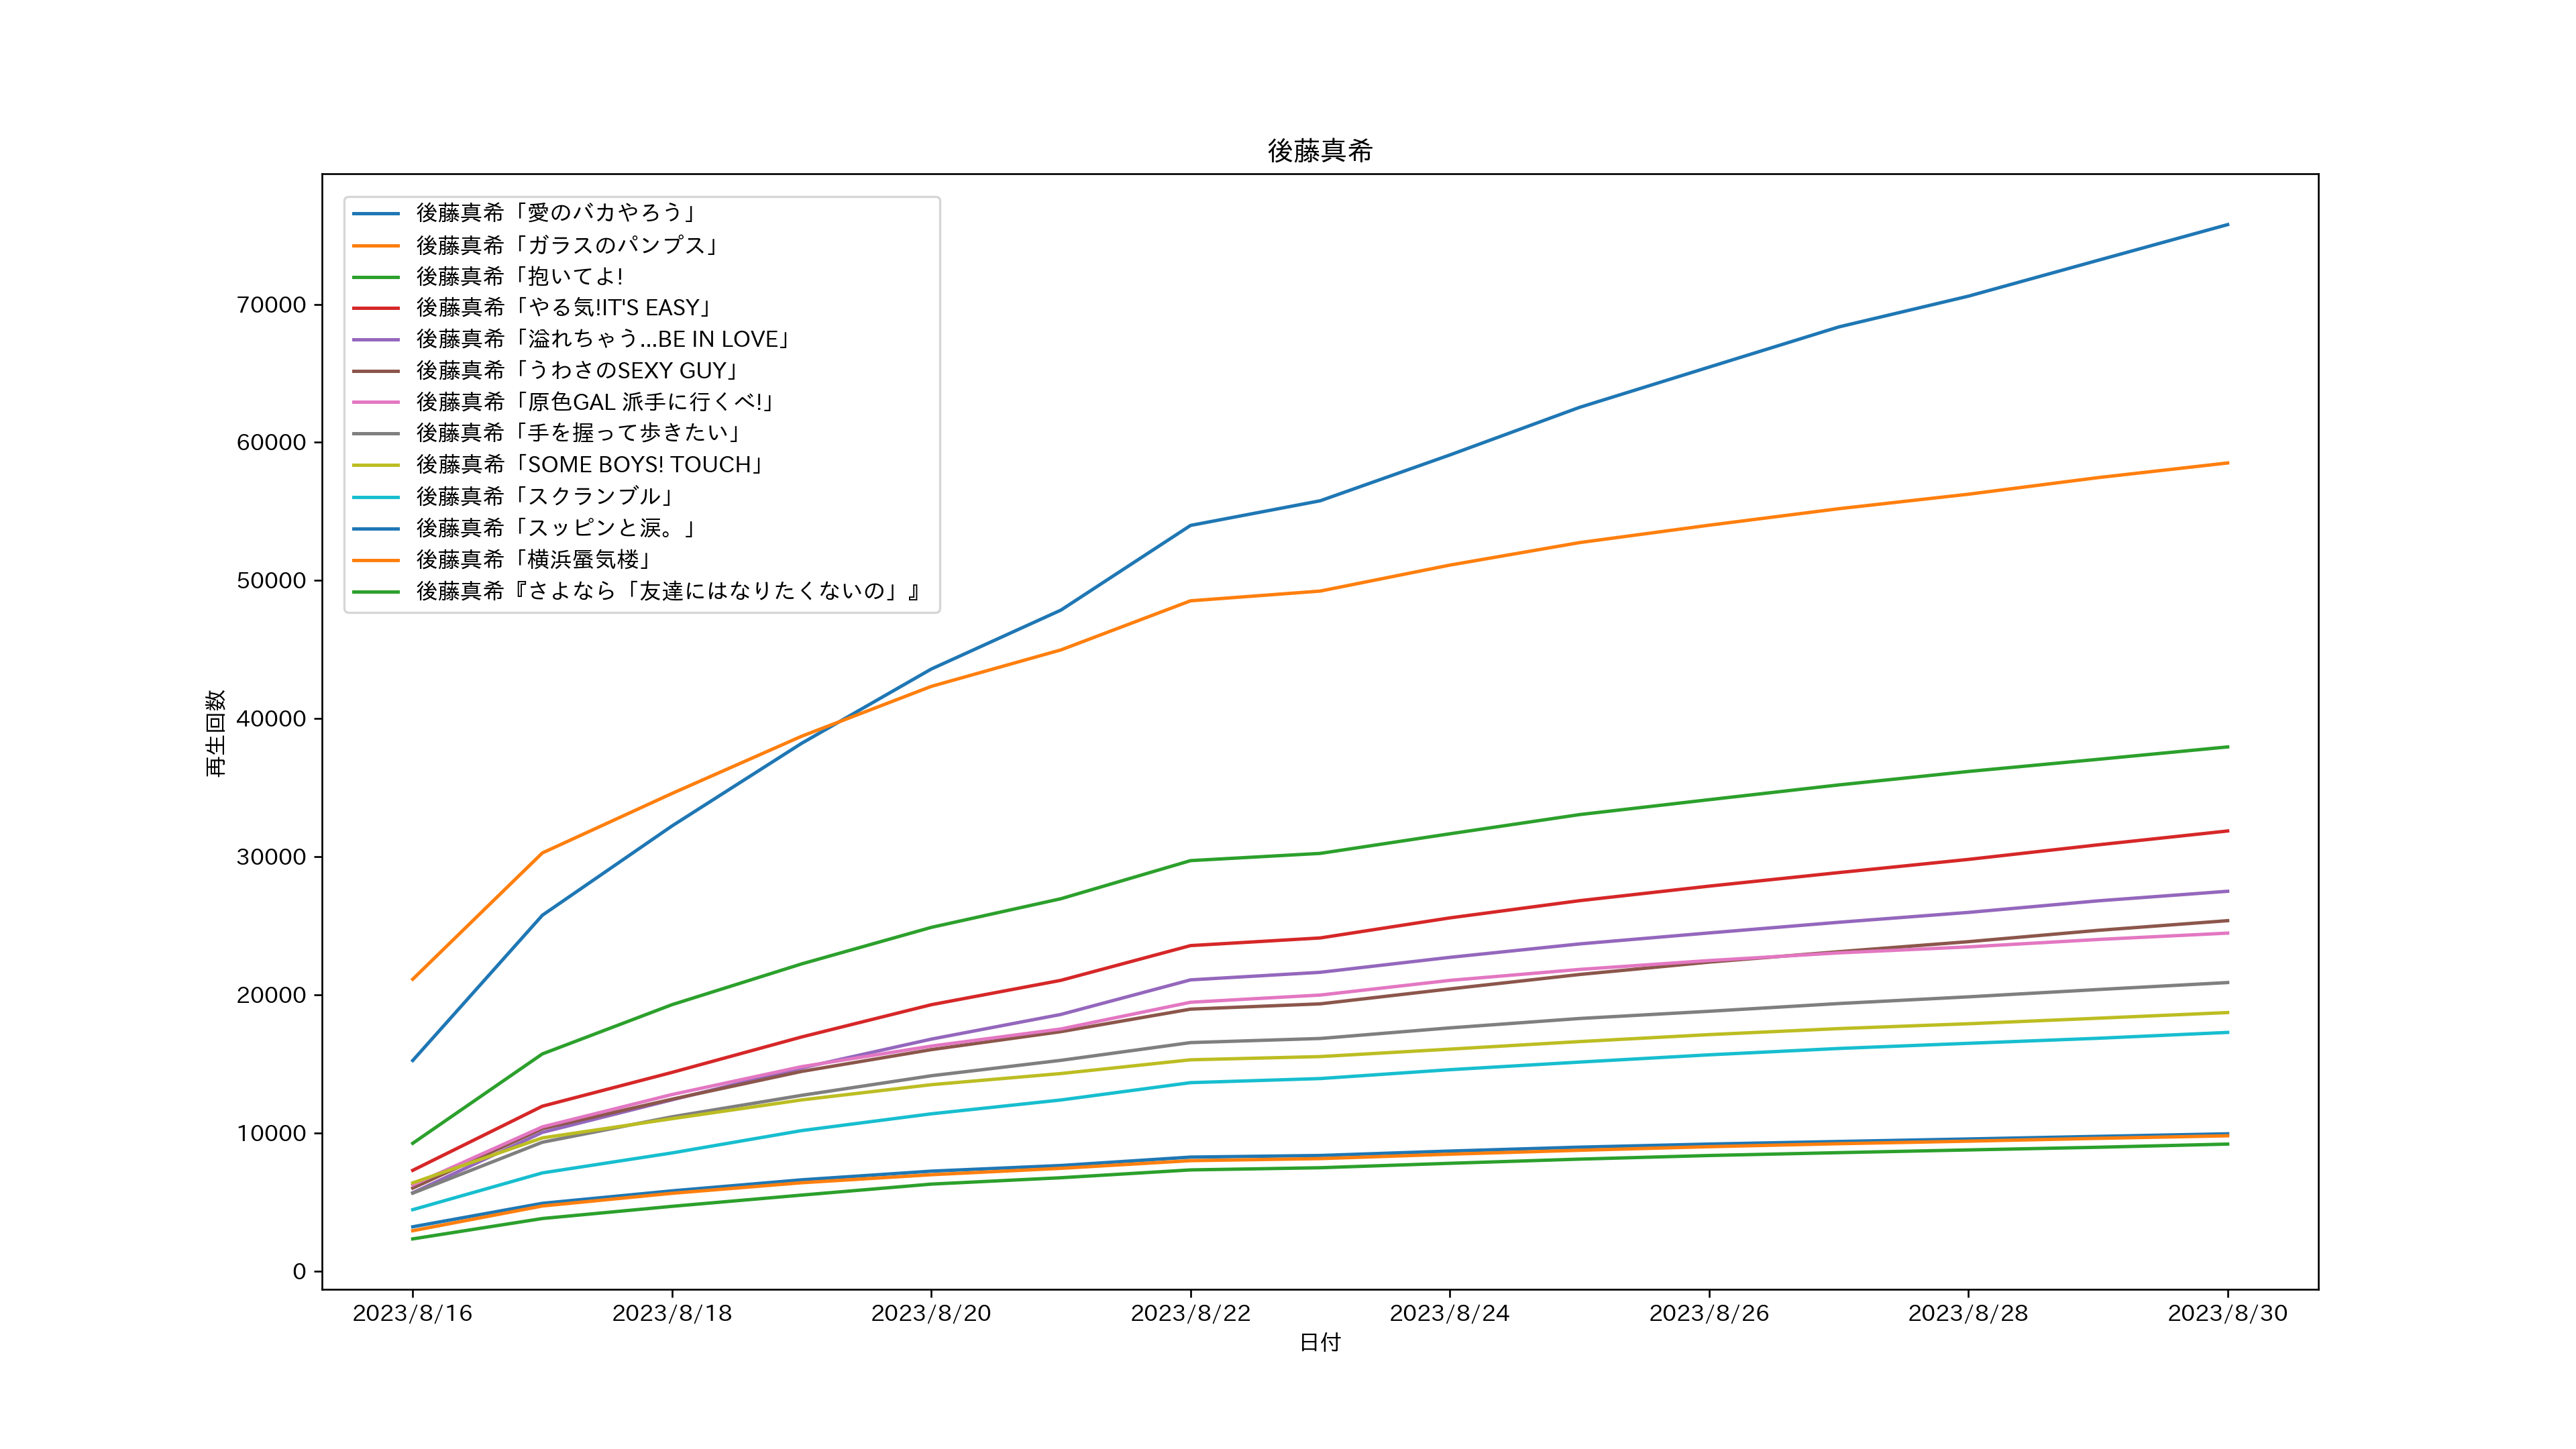 後藤真希
後藤真希「愛のバカやろう」
後藤真希「ガラスのパンプス」
後藤真希「抱いてよ!
後藤真希「やる気!IT'S EASY」
後藤真希「溢れちゃう...BE IN LOVE」
後藤真希「うわさのSEXY GUY」
後藤真希「原色GAL 派手に行くべ!」
後藤真希「手を握って歩きたい」
後藤真希「SOME BOYS! TOUCH」
後藤真希「スクランブル」
後藤真希「スッピンと涙。」
後藤真希「横浜蜃気楼」
後藤真希『さよなら「友達にはなりたくないの」』
再生回数
70000
60000
50000
40000
30000
20000
10000
0
2023/8/16 2023/8/18 2023/8/20 2023/8/22 2023/8/24 2023/8/26 2023/8/28 2023/8/30
日付